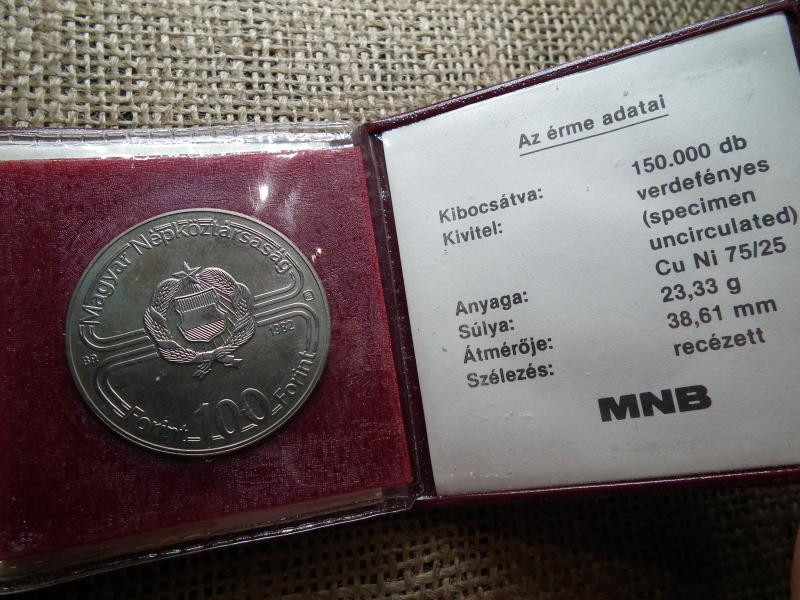 Magyar Népköztársaság
BP.
1982
Forint 100 Forint
Az érme adatai
Kibocsátva: 150.000 db
Kivitel: verdefényes
(specimen
uncirculated)
Anyaga: Cu Ni 75/25
Súlya: 23,33 g
Átmérője: 38,61 mm
Szélezés: recézett
MNB